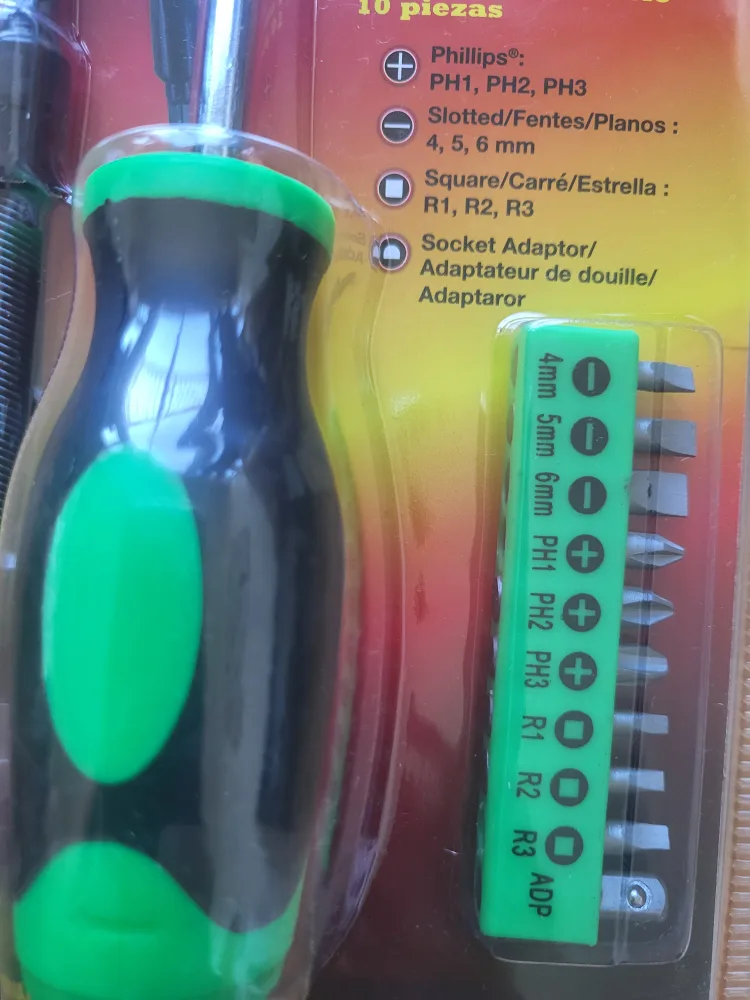 10 piezas
Phillips®:
PH1, PH2, PH3
Slotted/Fentes/Planos :
4, 5, 6 mm
Square/Carré/Estrella :
R1, R2, R3
Socket Adaptor/
Adaptateur de douille/
Adaptaror
4mm
5mm
6mm
PH1
PH2
PH3
R1
R2
R3
ADP